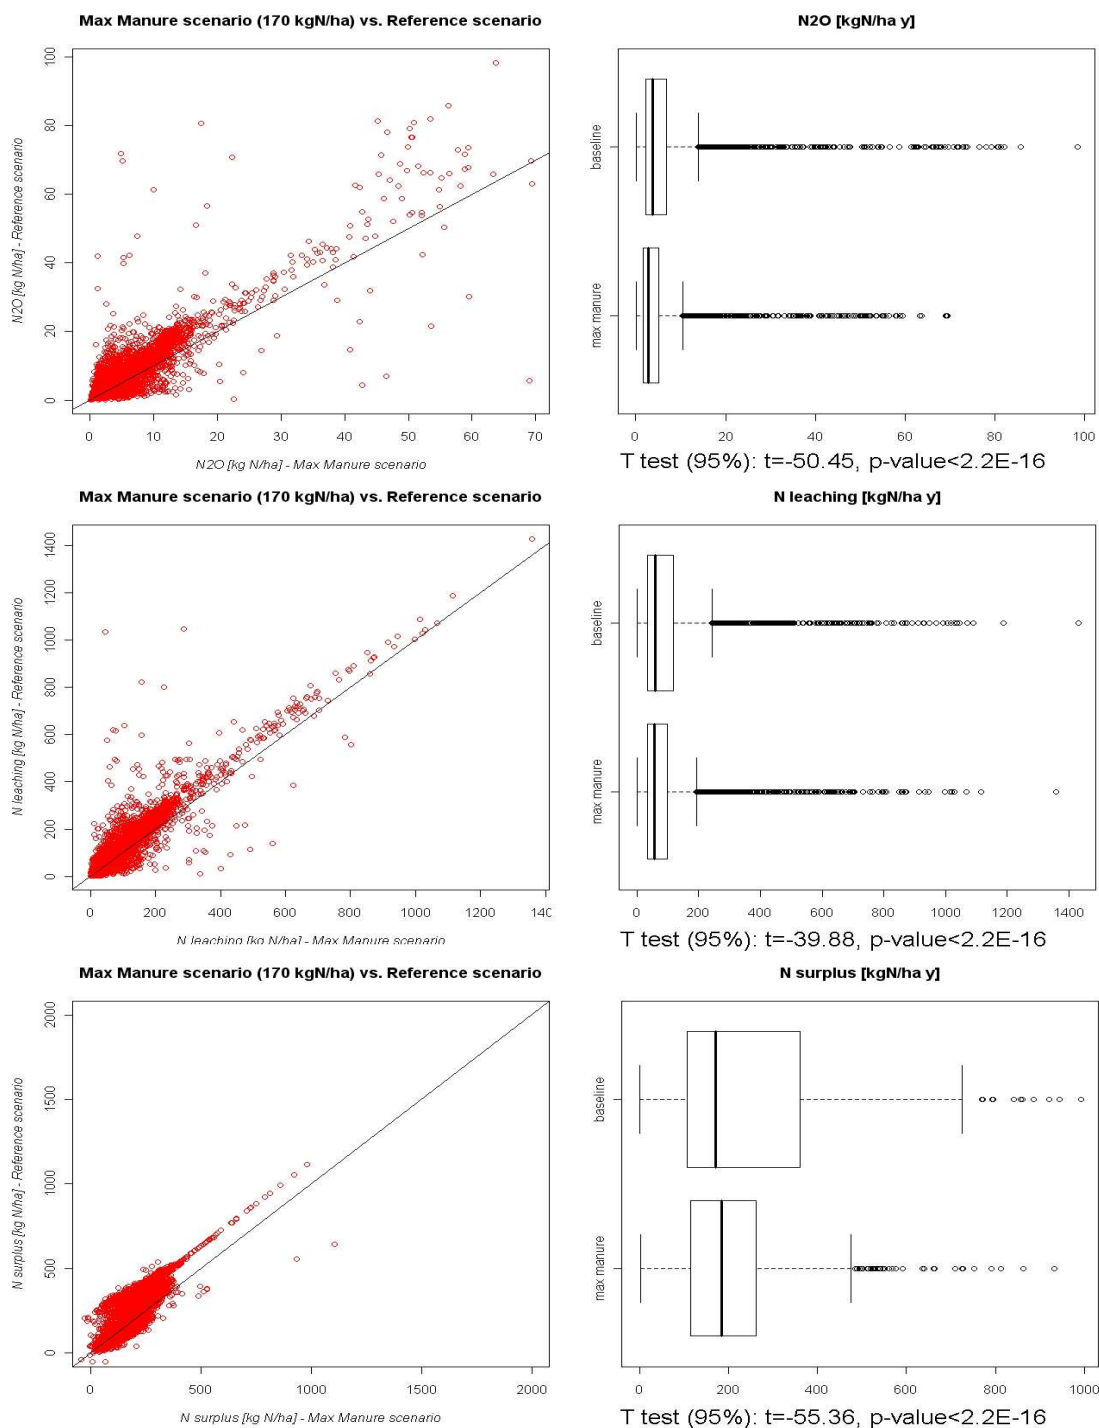 Max Manure scenario (170 kgN/ha) vs. Reference scenario
N2O [kg N/ha] - Reference scenario
0 20 40 60 80 100
0 10 20 30 40 50 60 70
N2O [kg N/ha] - Max Manure scenario
N2O [kgN/ha y]
baseline
max manure
0 20 40 60 80 100
T test (95%): t=-50.45, p-value<2.2E-16
Max Manure scenario (170 kgN/ha) vs. Reference scenario
N leaching [kg N/ha] - Reference scenario
0 200 400 600 800 1000 1200 1400
0 200 400 600 800 1000 1200 140
N leaching [kg N/ha] - Max Manure scenario
N leaching [kgN/ha y]
baseline
max manure
0 200 400 600 800 1000 1200 1400
T test (95%): t=-39.88, p-value<2.2E-16
Max Manure scenario (170 kgN/ha) vs. Reference scenario
N surplus [kg N/ha] - Reference scenario
0 500 1000 1500 2000
0 500 1000 1500 2000
N surplus [kg N/ha] - Max Manure scenario
N surplus [kgN/ha y]
baseline
max manure
0 200 400 600 800 1000
T test (95%): t=-55.36, p-value<2.2E-16